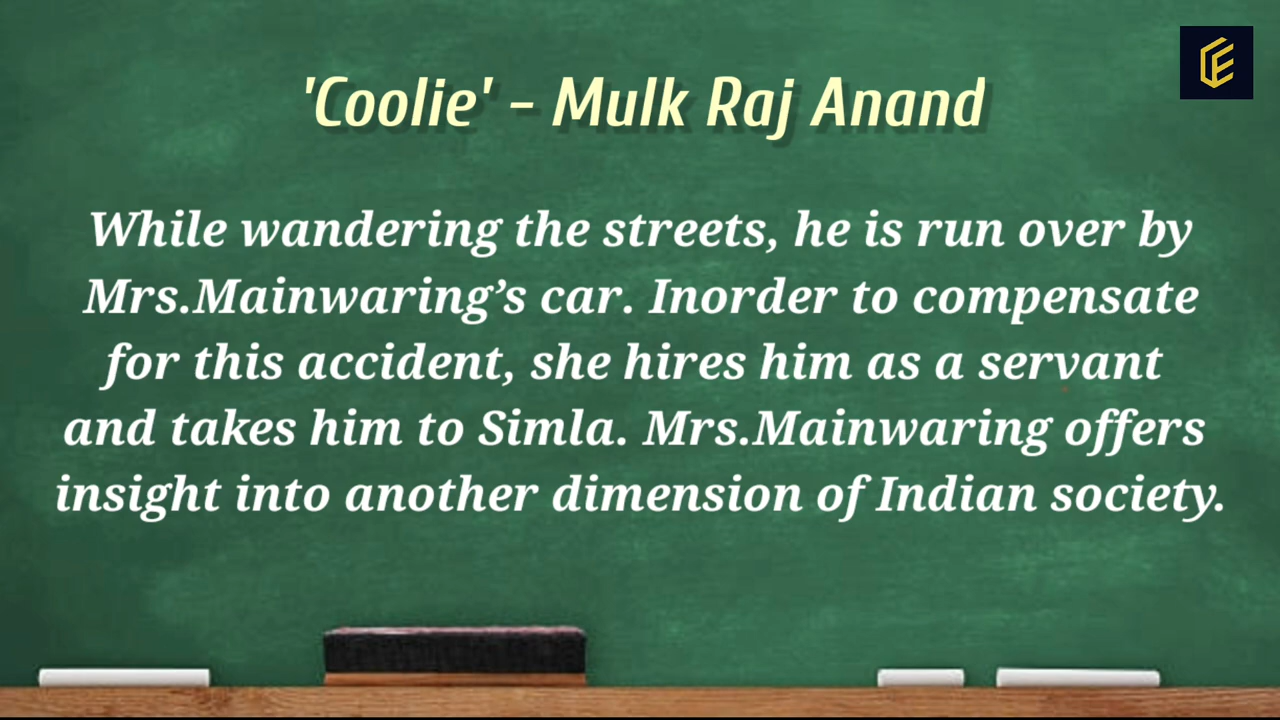 'Coolie' - Mulk Raj Anand
While wandering the streets, he is run over by
Mrs.Mainwaring’s car. Inorder to compensate
for this accident, she hires him as a servant
and takes him to Simla. Mrs.Mainwaring offers
insight into another dimension of Indian society.